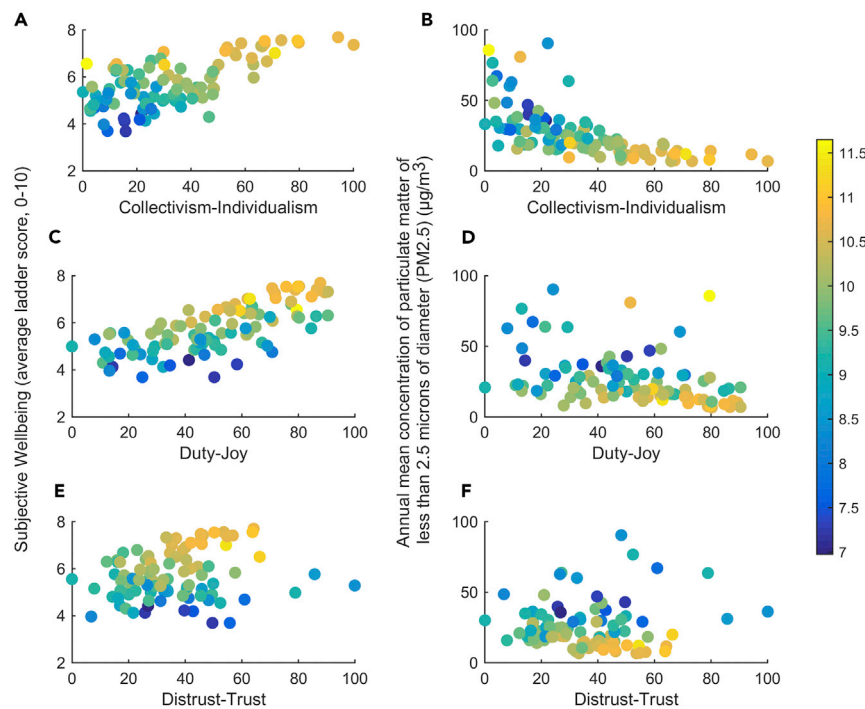 A
B
8
6
4
2
0 20 40 60 80 100
Collectivism-Individualism
100
50
0
0 20 40 60 80 100
Collectivism-Individualism
C
D
8
6
4
2
0 20 40 60 80 100
Duty-Joy
100
50
0
0 20 40 60 80 100
Duty-Joy
E
F
8
6
4
2
0 20 40 60 80 100
Distrust-Trust
100
50
0
0 20 40 60 80 100
Distrust-Trust
Subjective Wellbeing (average ladder score, 0-10)
Annual mean concentration of particulate matter of
less than 2.5 microns of diameter (PM2.5) (µg/m³)
11.5
11
10.5
10
9.5
9
8.5
8
7.5
7